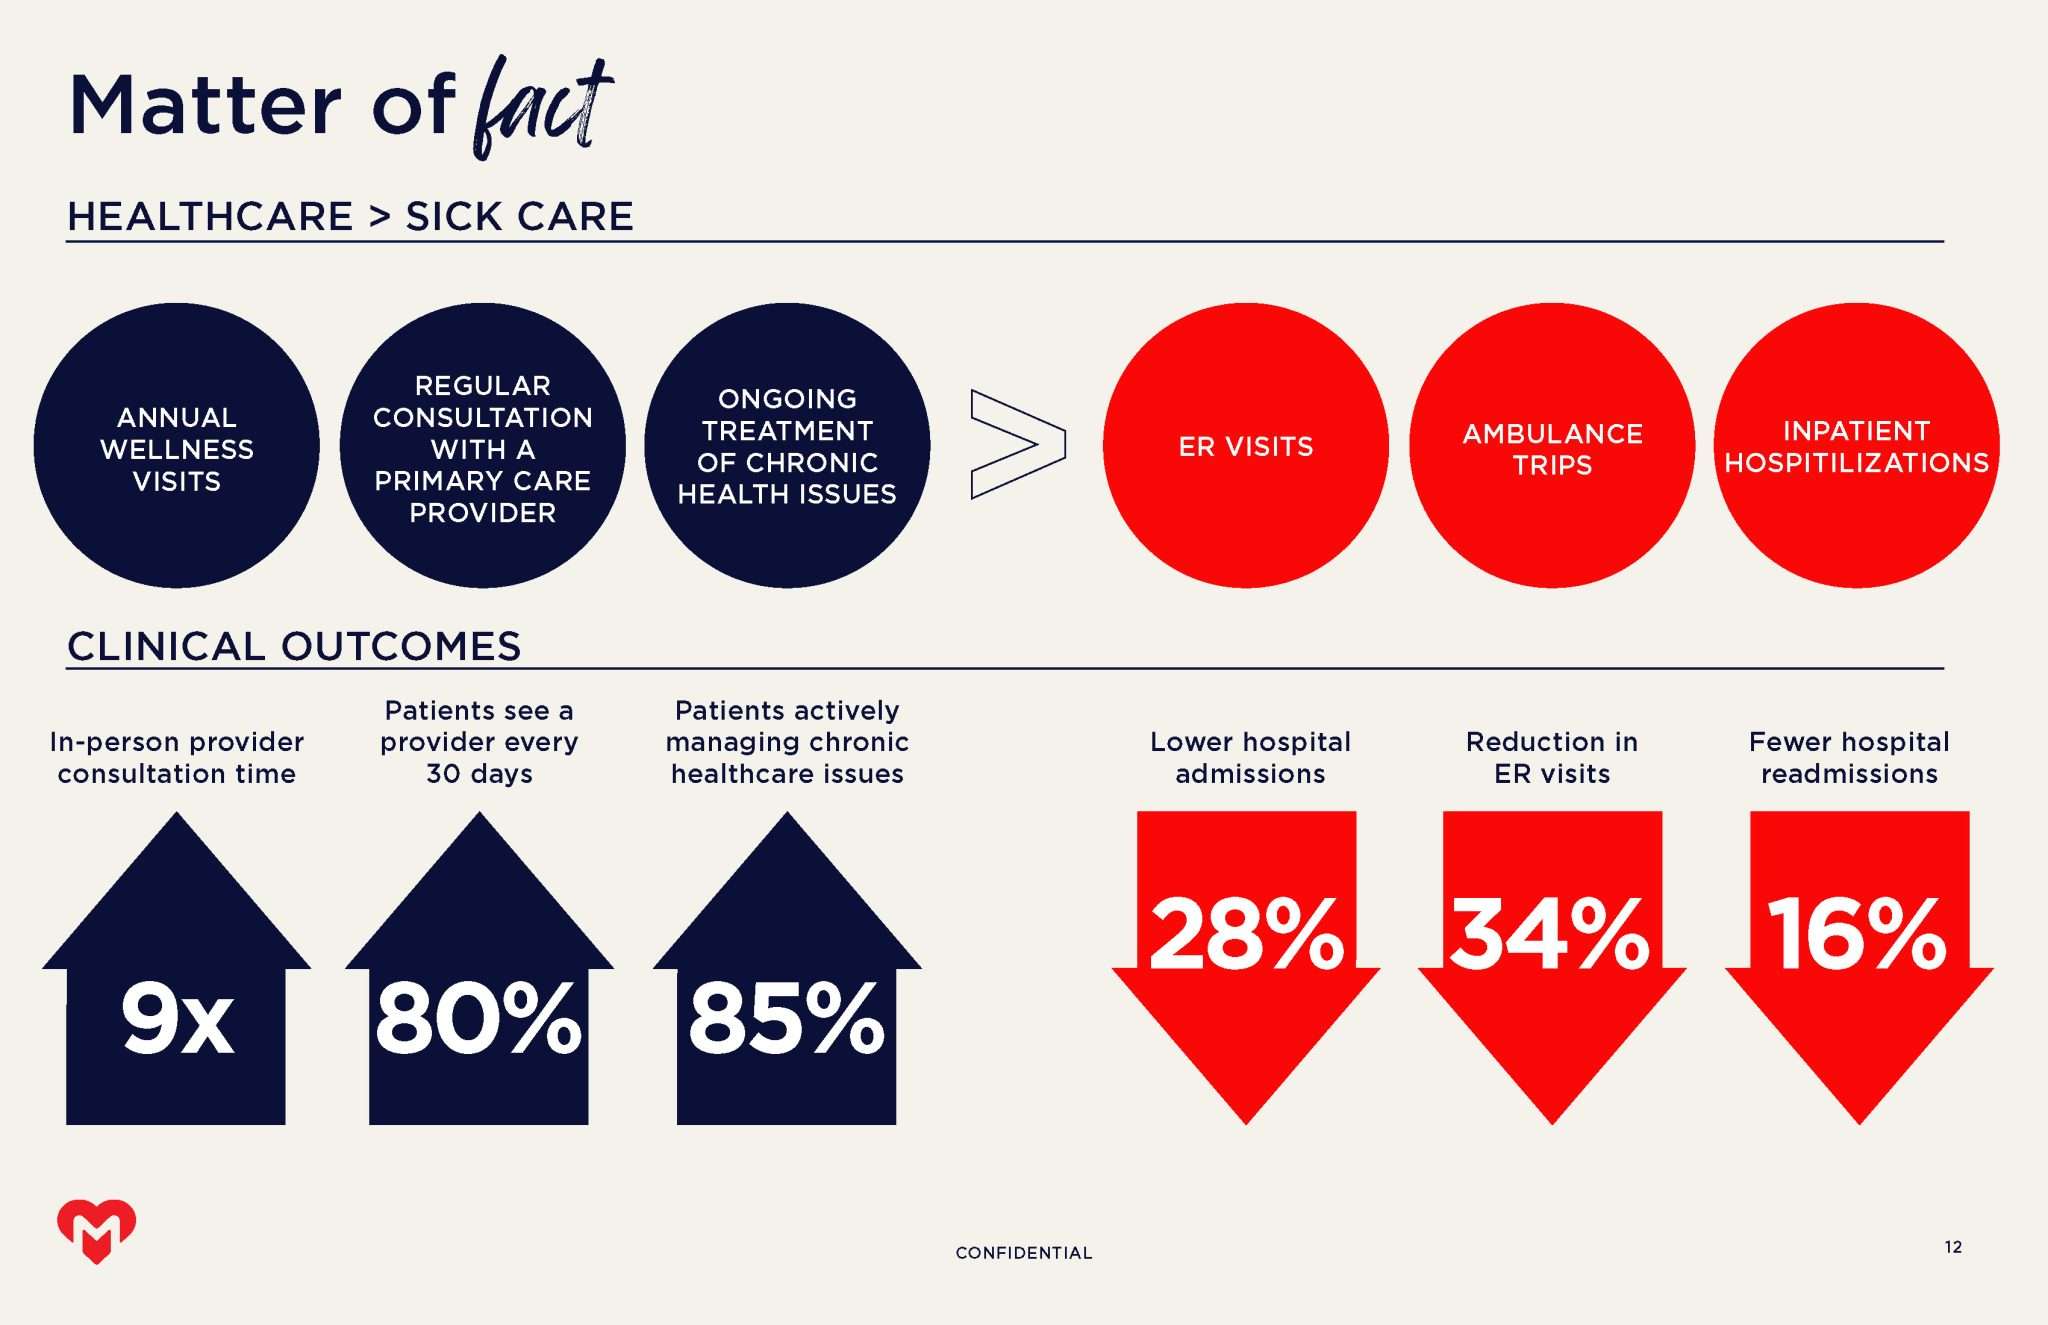 Matter of fact
HEALTHCARE > SICK CARE
ANNUAL
WELLNESS
VISITS
REGULAR
CONSULTATION
WITH A
PRIMARY CARE
PROVIDER
ONGOING
TREATMENT
OF CHRONIC
HEALTH ISSUES
>
ER VISITS
AMBULANCE
TRIPS
INPATIENT
HOSPITILIZATIONS
CLINICAL OUTCOMES
In-person provider
consultation time
9x
Patients see a
provider every
30 days
80%
Patients actively
managing chronic
healthcare issues
85%
Lower hospital
admissions
28%
Reduction in
ER visits
34%
Fewer hospital
readmissions
16%
M
CONFIDENTIAL
12